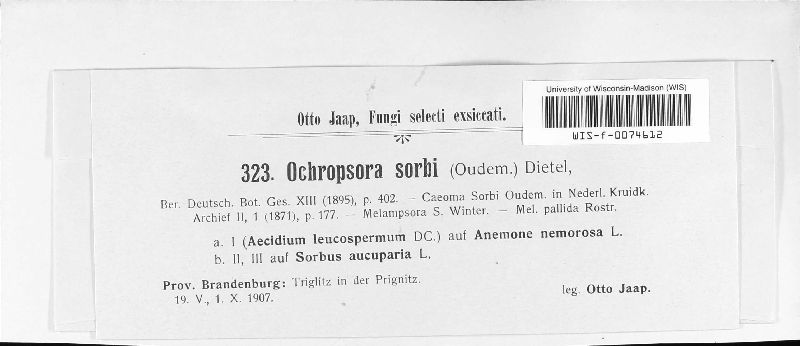 University of Wisconsin-Madison (WIS)
WIS-f-0074612
Otto Jaap, Fungi selecti exsiccati.
323. Ochropsora sorbi (Oudem.) Dietel,
Ber. Deutsch. Bot. Ges. XIII (1895), p. 402. — Caeoma Sorbi Oudem. in Nederl. Kruidk.
Archief II, 1 (1871), p. 177. — Melampsora S. Winter. — Mel. pallida Rostr.
a. I (Aecidium leucospermum DC.) auf Anemone nemorosa L.
b. II, III auf Sorbus aucuparia L.
Prov. Brandenburg: Triglitz in der Prignitz.
19. V., 1. X. 1907.
leg. Otto Jaap.